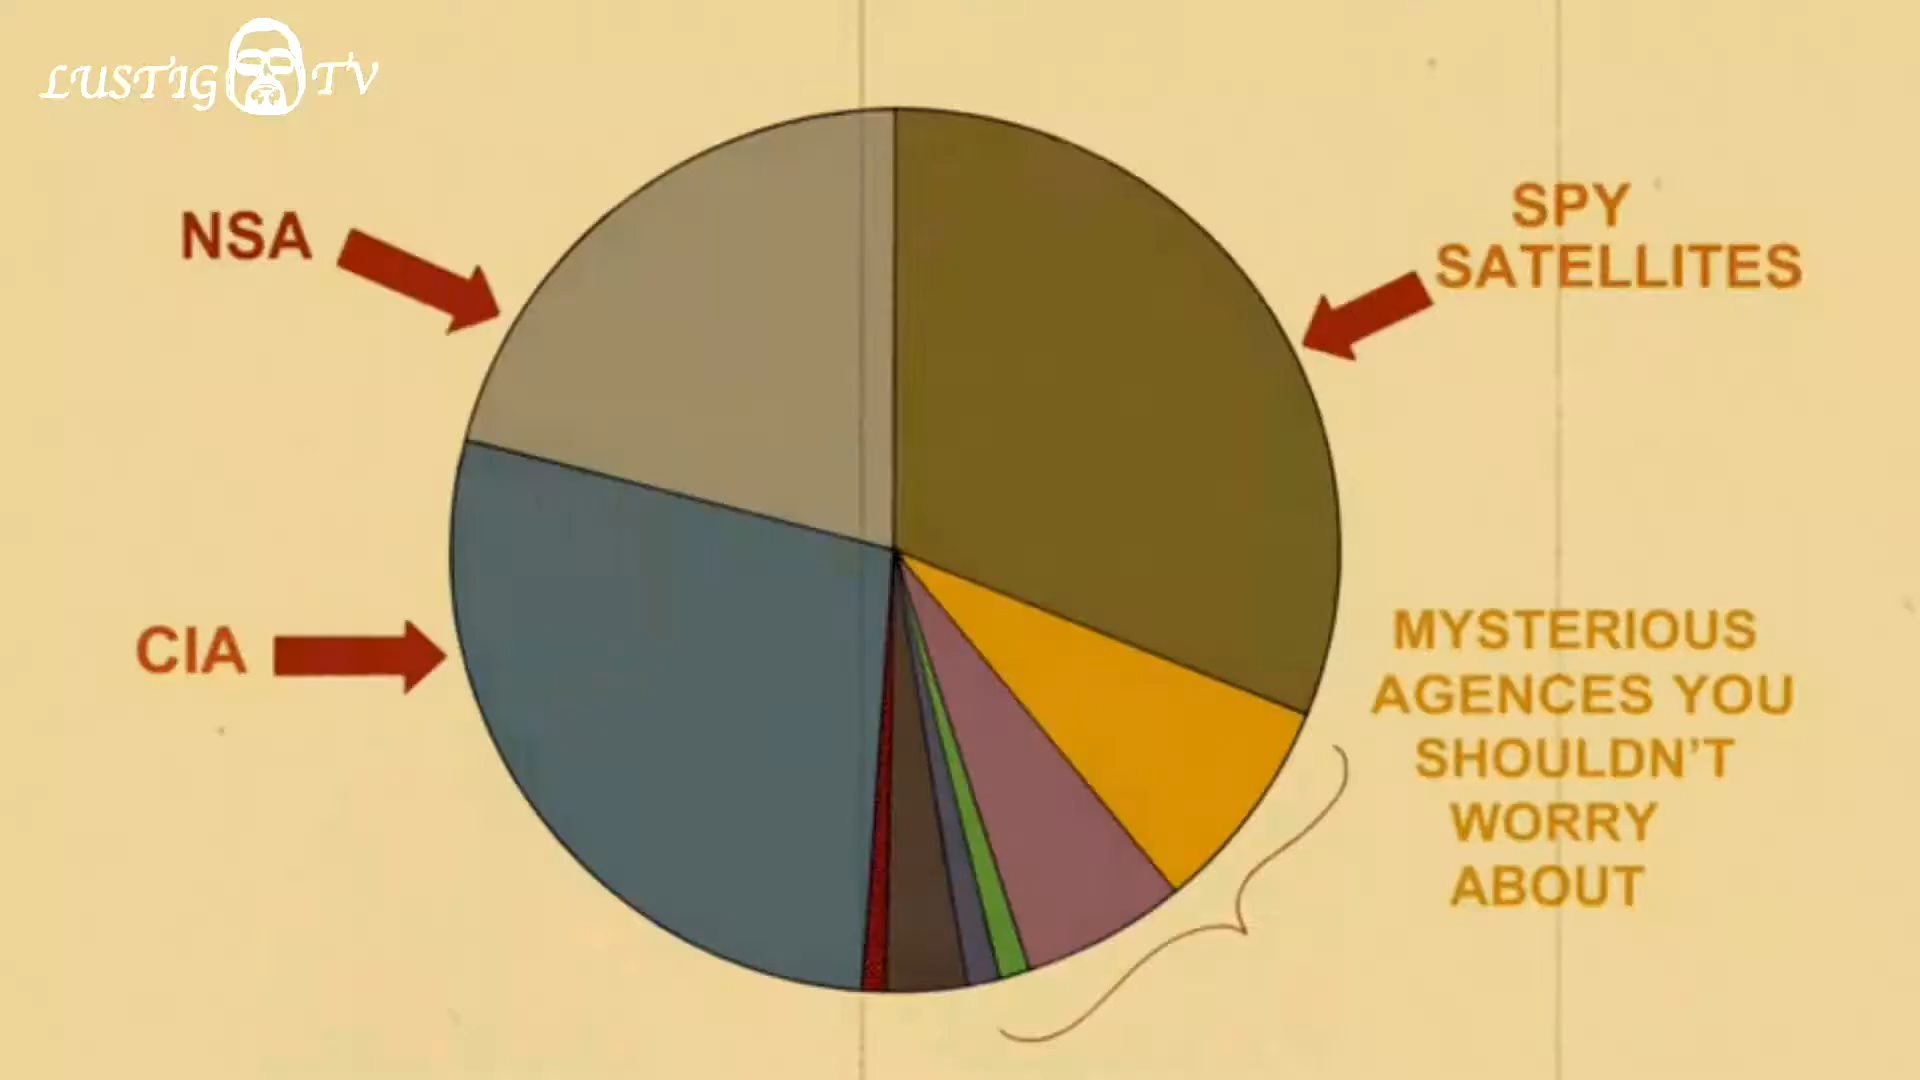 LUSTIG TV
NSA
SPY
SATELLITES
CIA
MYSTERIOUS
AGENCES YOU
SHOULDN'T
WORRY
ABOUT